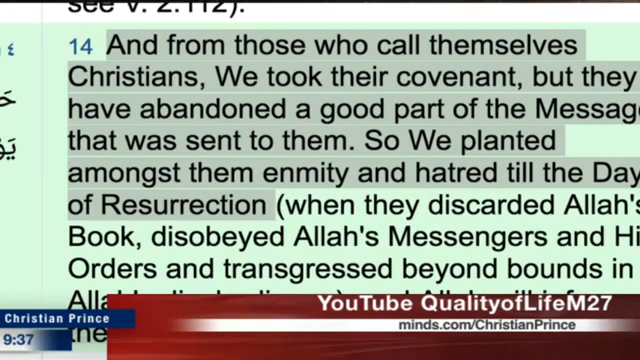 see V. 2:112).
14 And from those who call themselves
Christians, We took their covenant, but they
have abandoned a good part of the Message
that was sent to them. So We planted
amongst them enmity and hatred till the Day
of Resurrection (when they discarded Allah's
Book, disobeyed Allah's Messengers and Hi
Orders and transgressed beyond bounds in
YouTube QualityofLifeM27
minds.com/ChristianPrince
Christian Prince
9:37